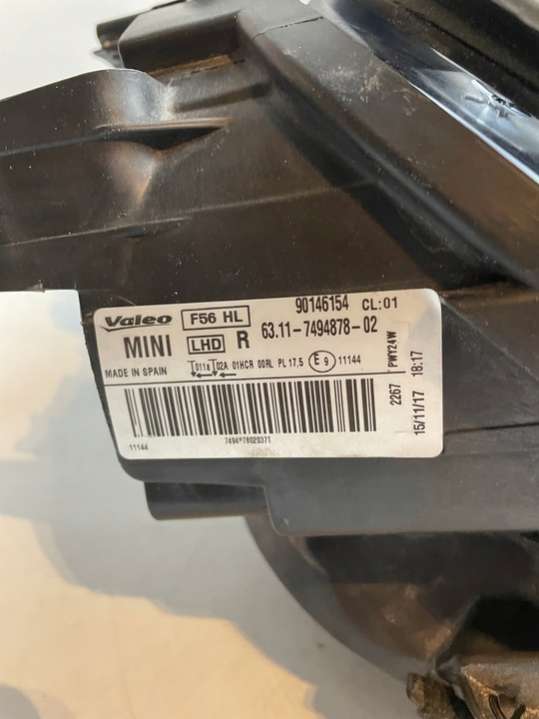 Valeo F56 HL 90146154 CL:01
MINI LHD R 63.11-7494878-02
MADE IN SPAIN 02A 01HCR 00RL PL 17,5 E9 11144
11144
2267 PWY24W
15/11/17 18:17